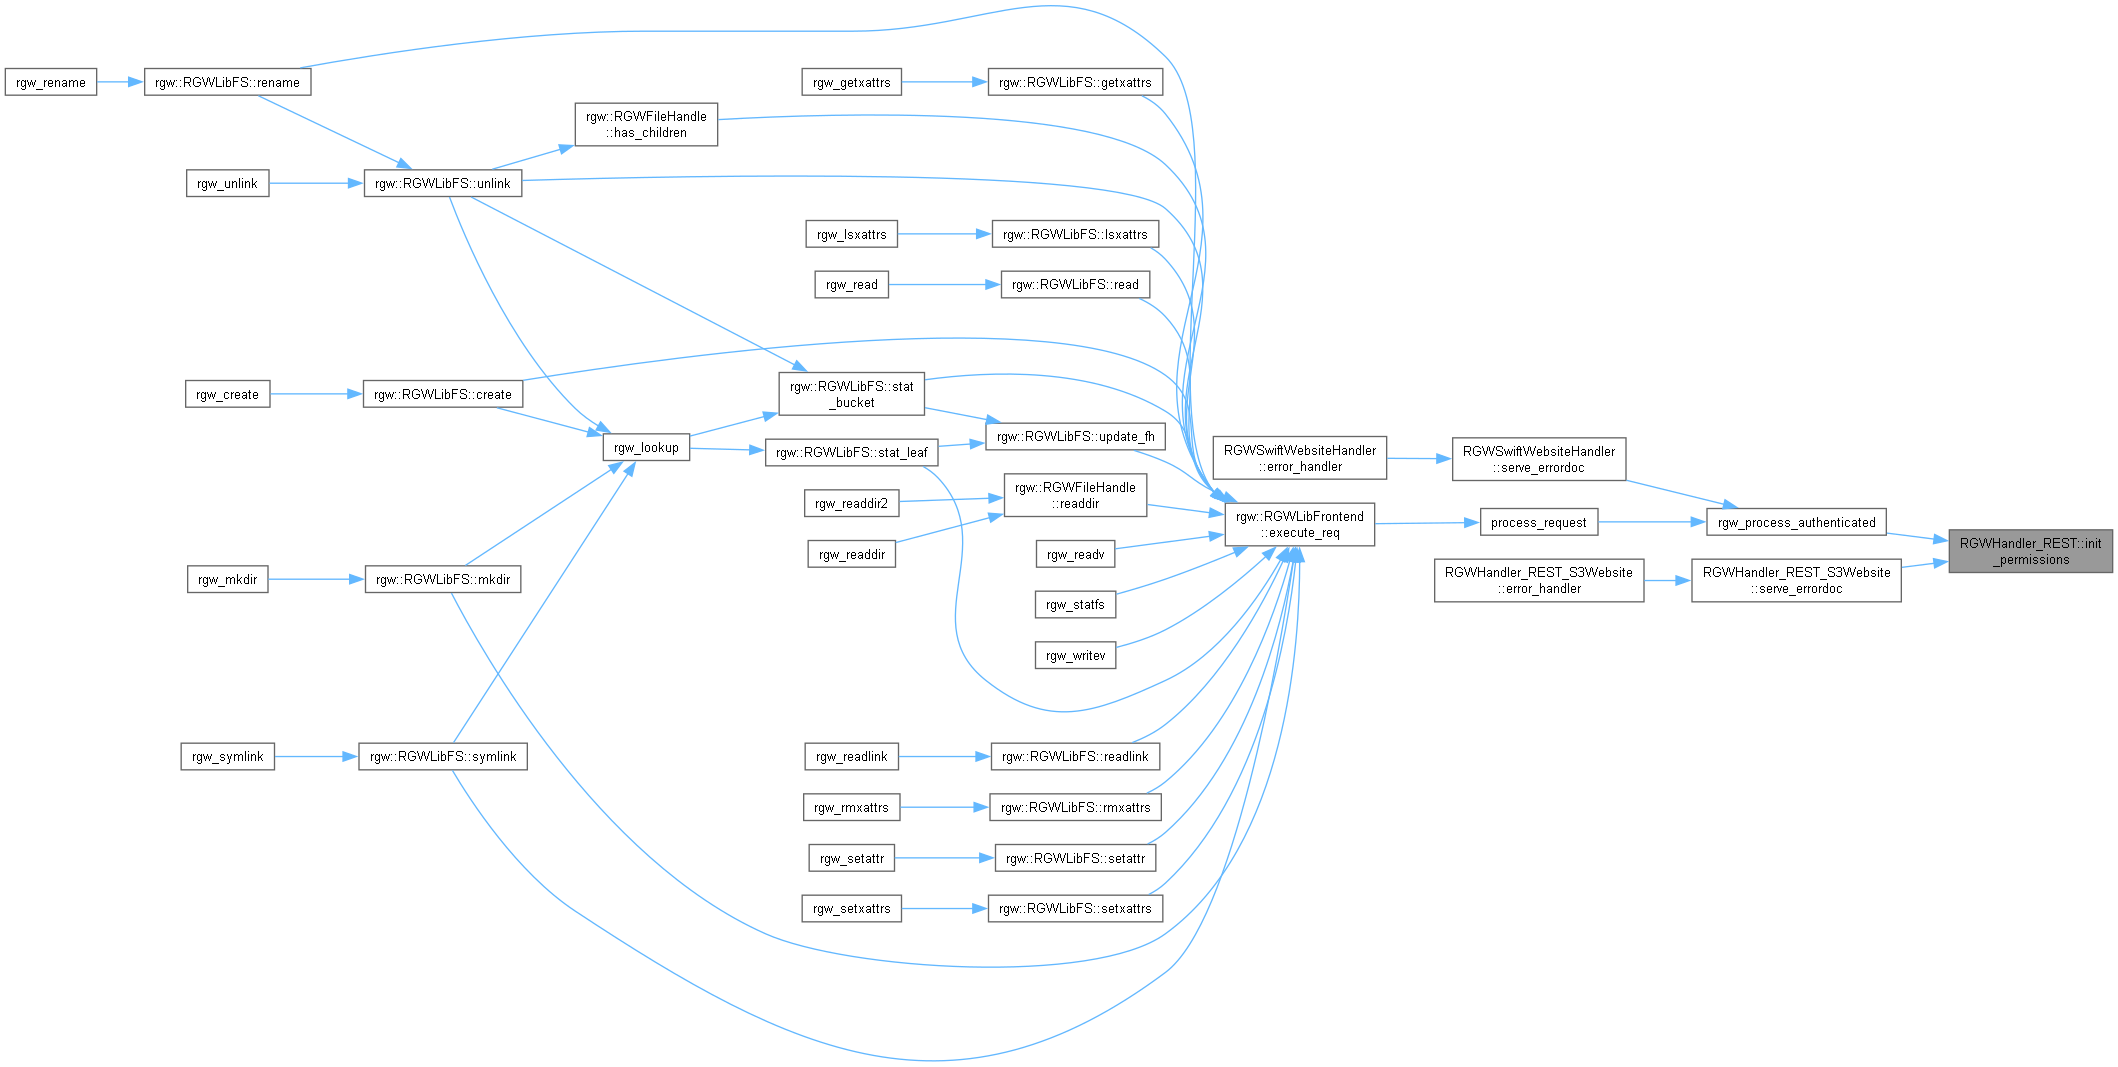 rgw_rename
rgw::RGWLibFS::rename
rgw_getxattrs
rgw::RGWLibFS::getxattrs
rgw::RGWFileHandle
::has_children
rgw_unlink
rgw::RGWLibFS::unlink
rgw_lsxattrs
rgw::RGWLibFS::lsxattrs
rgw_read
rgw::RGWLibFS::read
rgw_create
rgw::RGWLibFS::create
rgw::RGWLibFS::stat
_bucket
rgw_lookup
rgw::RGWLibFS::stat_leaf
rgw::RGWLibFS::update_fh
RGWSwiftWebsiteHandler
::error_handler
RGWSwiftWebsiteHandler
::serve_errordoc
rgw_readdir2
rgw::RGWFileHandle
::readdir
rgw::RGWLibFrontend
::execute_req
process_request
rgw_process_authenticated
RGWHandler_REST::init
_permissions
rgw_readdir
rgw_readv
rgw_mkdir
rgw::RGWLibFS::mkdir
RGWHandler_REST_S3Website
::error_handler
RGWHandler_REST_S3Website
::serve_errordoc
rgw_statfs
rgw_writev
rgw_symlink
rgw::RGWLibFS::symlink
rgw_readlink
rgw::RGWLibFS::readlink
rgw_rmxattrs
rgw::RGWLibFS::rmxattrs
rgw_setattr
rgw::RGWLibFS::setattr
rgw_setxattrs
rgw::RGWLibFS::setxattrs